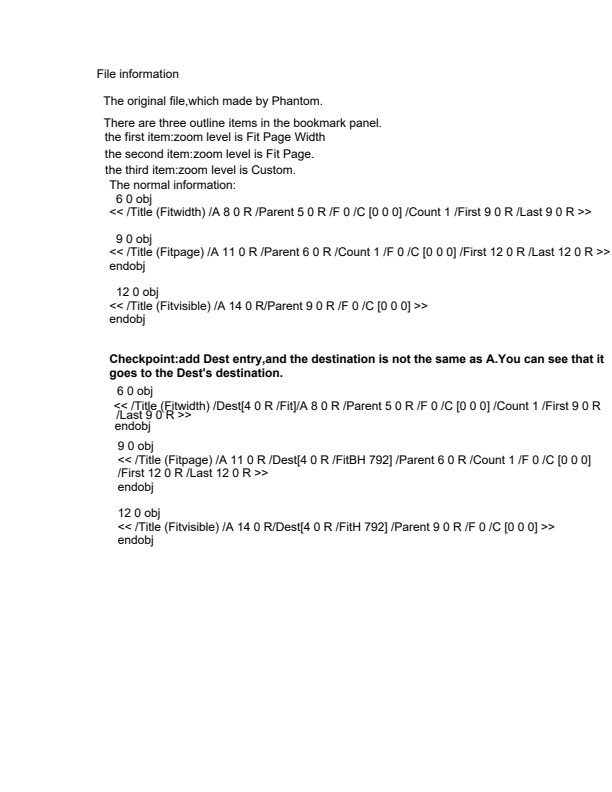 File information
The original file,which made by Phantom.
There are three outline items in the bookmark panel.
the first item:zoom level is Fit Page Width
the second item:zoom level is Fit Page.
the third item:zoom level is Custom.
The normal information:
6 0 obj
<< /Title (Fitwidth) /A 8 0 R /Parent 5 0 R /F 0 /C [0 0 0] /Count 1 /First 9 0 R /Last 9 0 R >>
9 0 obj
<< /Title (Fitpage) /A 11 0 R /Parent 6 0 R /Count 1 /F 0 /C [0 0 0] /First 12 0 R /Last 12 0 R >>
endobj
12 0 obj
<< /Title (Fitvisible) /A 14 0 R/Parent 9 0 R /F 0 /C [0 0 0] >>
endobj
Checkpoint:add Dest entry,and the destination is not the same as A.You can see that it
goes to the Dest's destination.
6 0 obj
<< /Title (Fitwidth) /Dest[4 0 R /Fit]/A 8 0 R /Parent 5 0 R /F 0 /C [0 0 0] /Count 1 /First 9 0 R
/Last 9 0 R >>
endobj
9 0 obj
<< /Title (Fitpage) /A 11 0 R /Dest[4 0 R /FitBH 792] /Parent 6 0 R /Count 1 /F 0 /C [0 0 0]
/First 12 0 R /Last 12 0 R >>
endobj
12 0 obj
<< /Title (Fitvisible) /A 14 0 R/Dest[4 0 R /FitH 792] /Parent 9 0 R /F 0 /C [0 0 0] >>
endobj